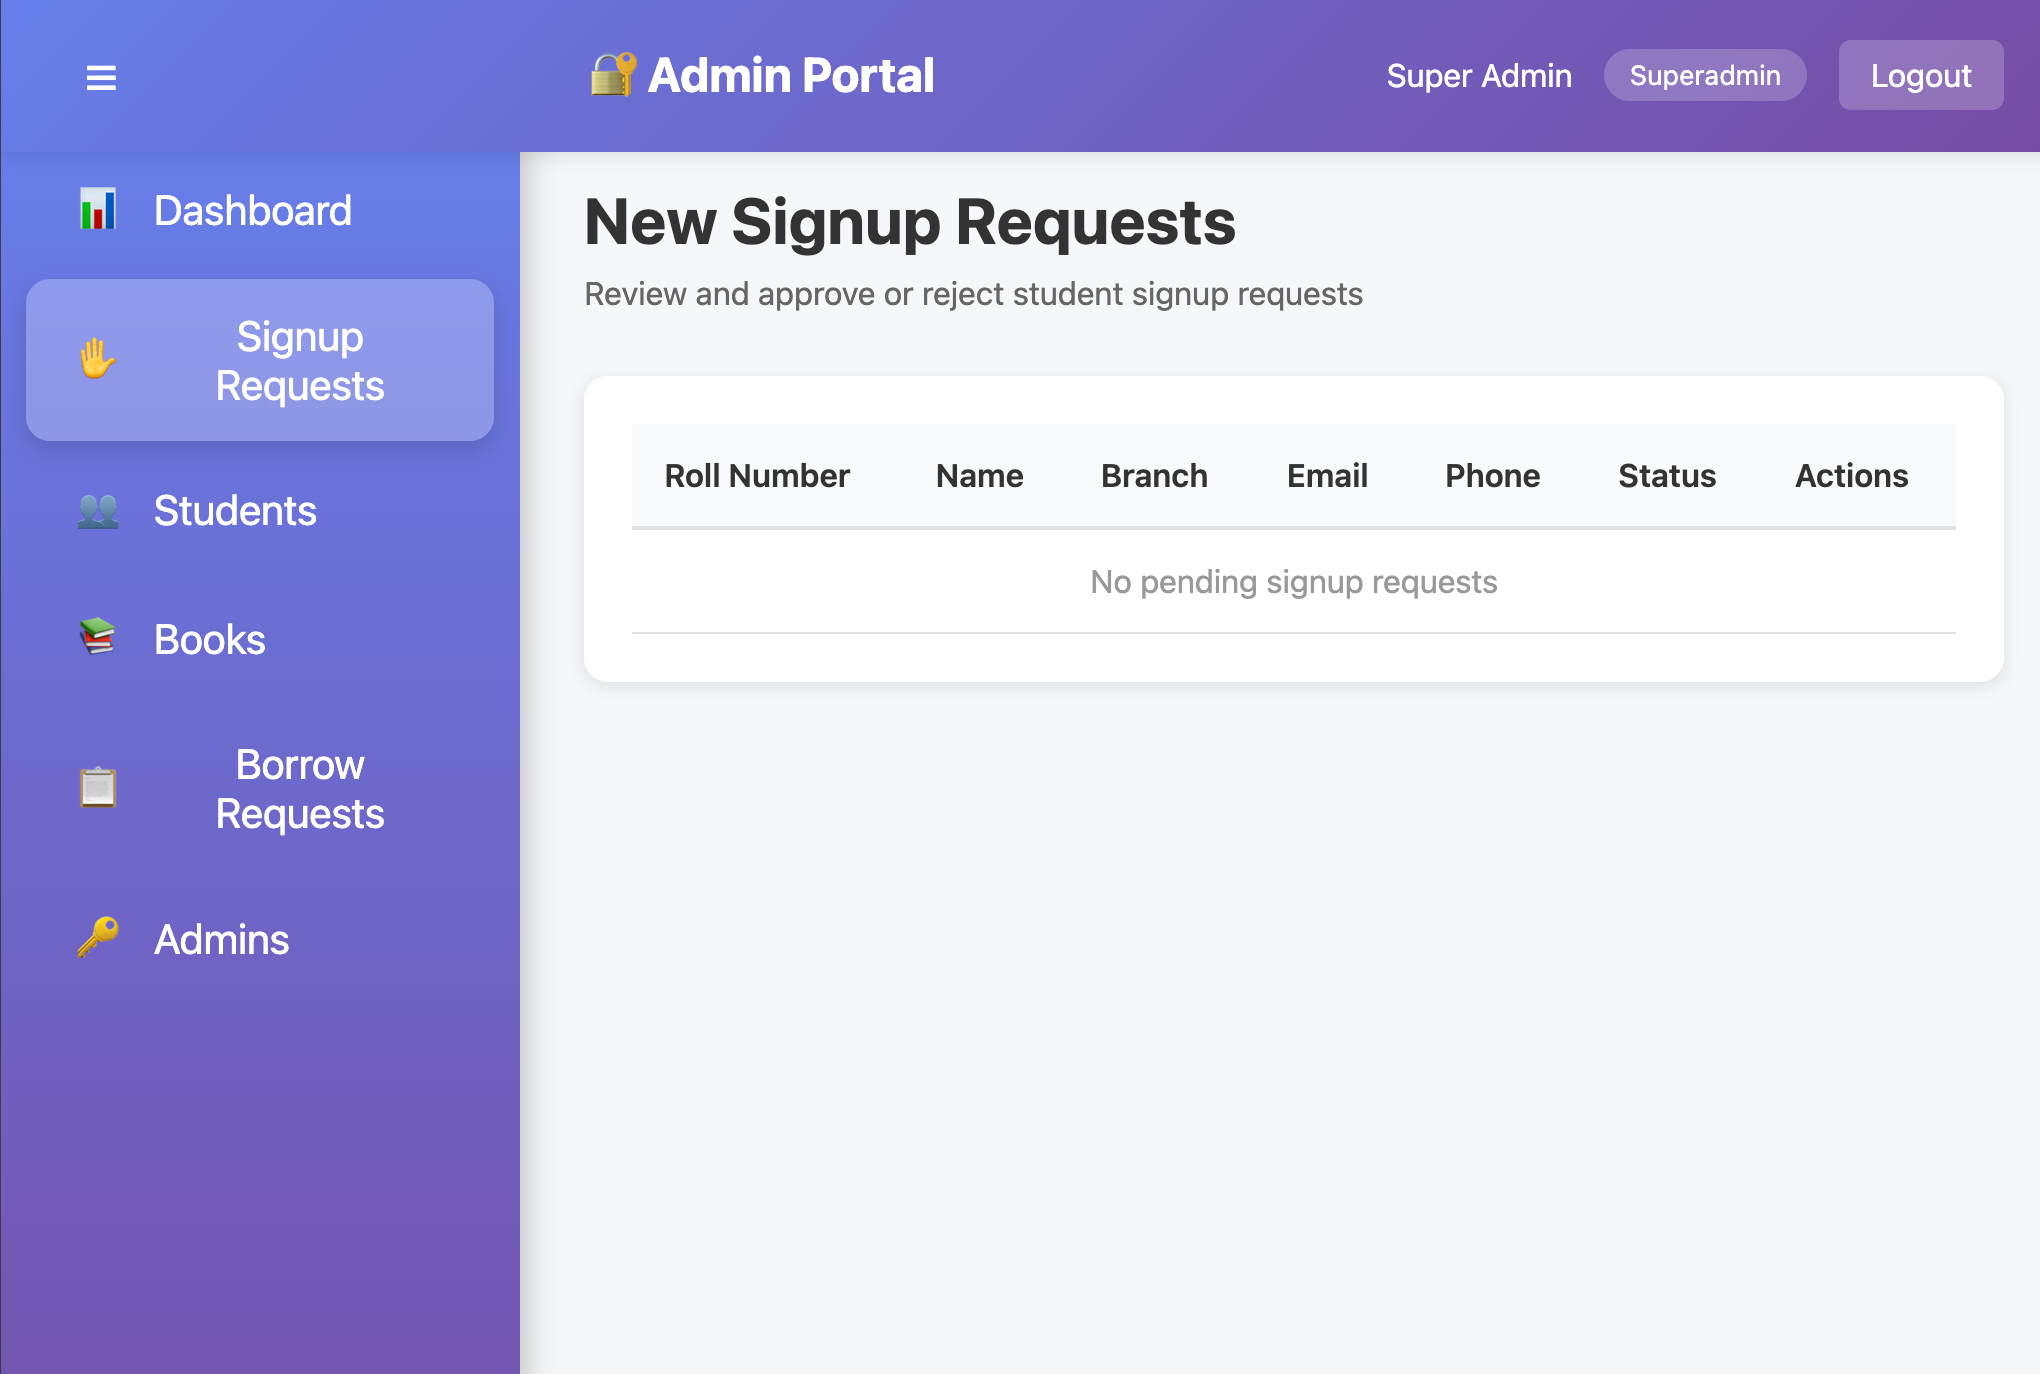 Admin Portal
Super Admin
Superadmin
Logout
Dashboard
Signup
Requests
Students
Books
Borrow
Requests
Admins
New Signup Requests
Review and approve or reject student signup requests
Roll Number Name Branch Email Phone Status Actions
No pending signup requests